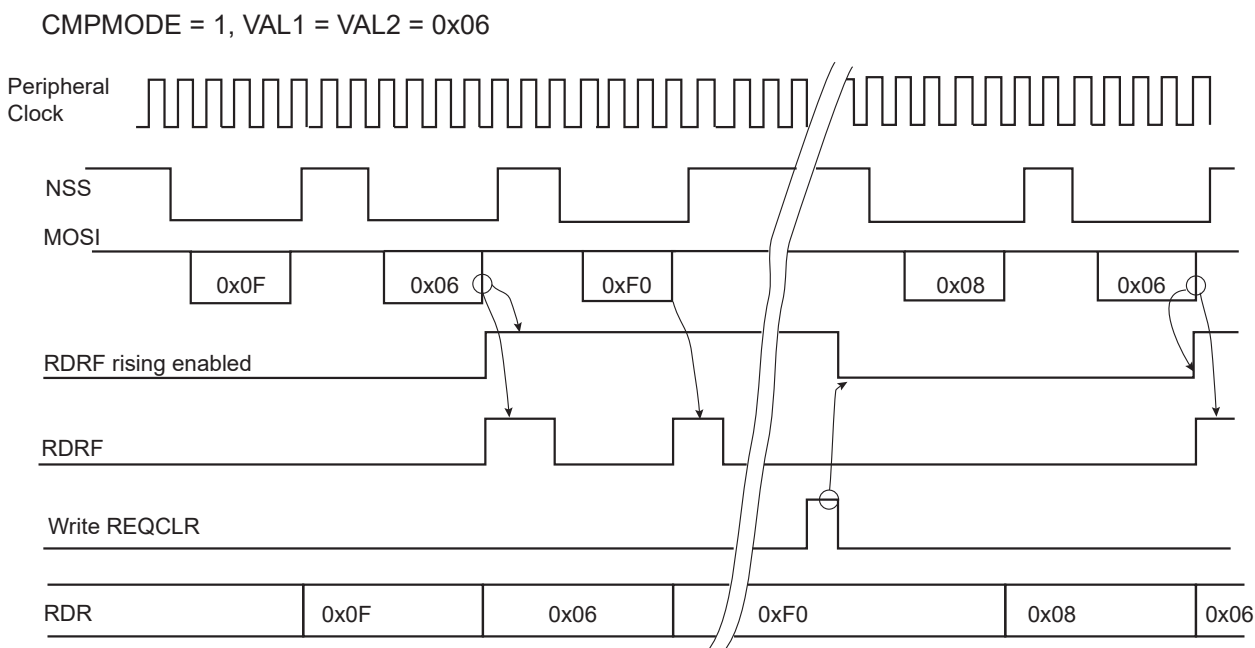 CMPMODE = 1, VAL1 = VAL2 = 0x06
Peripheral
Clock
NSS
MOSI
0x0F 0x06 0xF0 0x08 0x06
RDRF rising enabled
RDRF
Write REQCLR
RDR 0x0F 0x06 0xF0 0x08 0x06